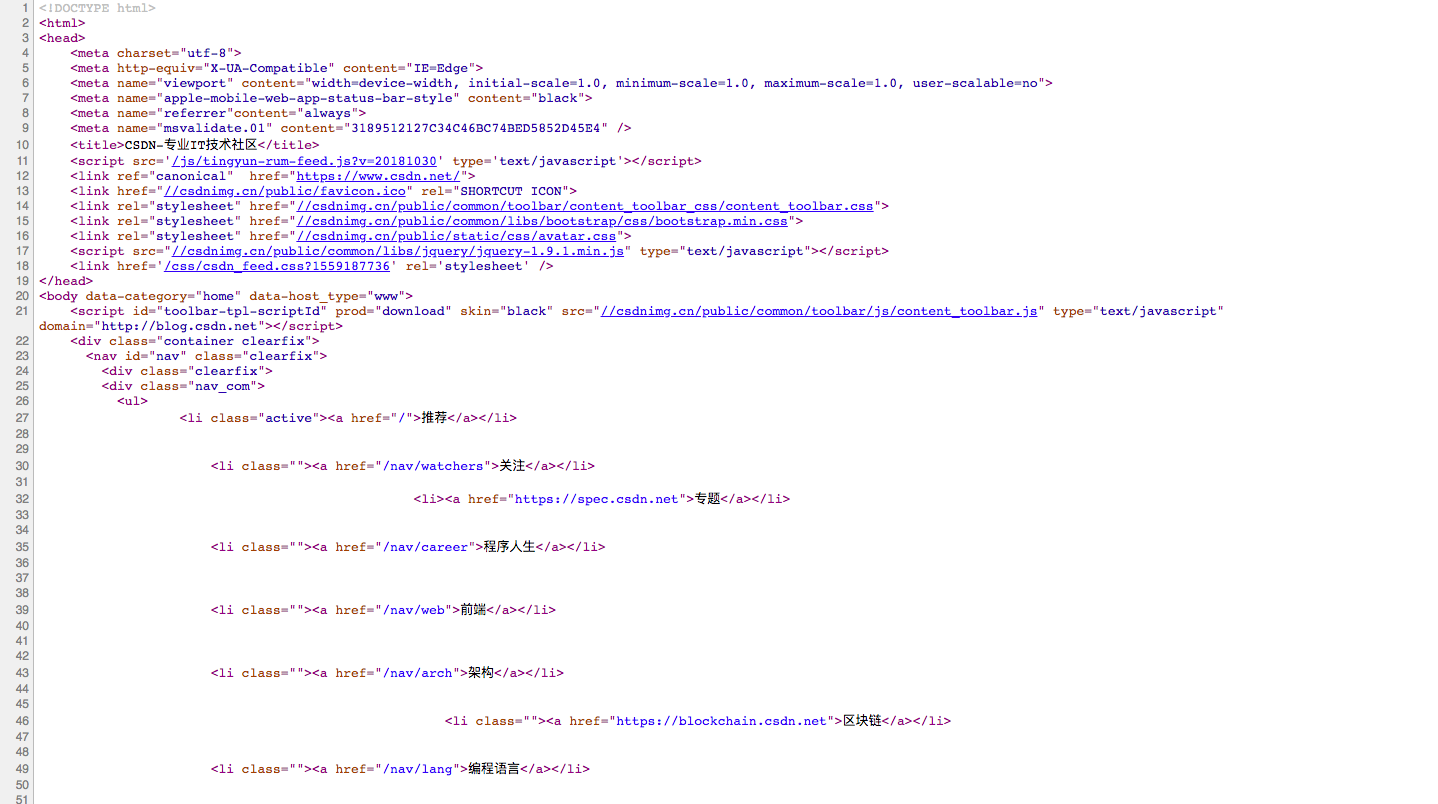 1 <!DOCTYPE html>
2 <html>
3 <head>
4 <meta charset="utf-8">
5 <meta http-equiv="X-UA-Compatible" content="IE=Edge">
6 <meta name="viewport" content="width=device-width, initial-scale=1.0, minimum-scale=1.0, maximum-scale=1.0, user-scalable=no">
7 <meta name="apple-mobile-web-app-status-bar-style" content="black">
8 <meta name="referrer"content="always">
9 <meta name="msvalidate.01" content="3189512127C34C46BC74BED5852D45E4" />
10 <title>CSDN-专业IT技术社区</title>
11 <script src='/js/tingyun-rum-feed.js?v=20181030' type='text/javascript'></script>
12 <link ref="canonical"  href="https://www.csdn.net/">
13 <link href="//csdnimg.cn/public/favicon.ico" rel="SHORTCUT ICON">
14 <link rel="stylesheet" href="//csdnimg.cn/public/common/toolbar/content_toolbar_css/content_toolbar.css">
15 <link rel="stylesheet" href="//csdnimg.cn/public/common/libs/bootstrap/css/bootstrap.min.css">
16 <link rel="stylesheet" href="//csdnimg.cn/public/static/css/avatar.css">
17 <script src="//csdnimg.cn/public/common/libs/jquery/jquery-1.9.1.min.js" type="text/javascript"></script>
18 <link href='/css/csdn_feed.css?1559187736' rel='stylesheet' />
19 </head>
20 <body data-category="home" data-host_type="www">
21 <script id="toolbar-tpl-scriptId" prod="download" skin="black" src="//csdnimg.cn/public/common/toolbar/js/content_toolbar.js" type="text/javascript"
domain="http://blog.csdn.net"></script>
22 <div class="container clearfix">
23 <nav id="nav" class="clearfix">
24 <div class="clearfix">
25 <div class="nav_com">
26 <ul>
27 <li class="active"><a href="/">推荐</a></li>
28
29
30 <li class=""><a href="/nav/watchers">关注</a></li>
31
32 <li><a href="https://spec.csdn.net">专题</a></li>
33
34
35 <li class=""><a href="/nav/career">程序人生</a></li>
36
37
38
39 <li class=""><a href="/nav/web">前端</a></li>
40
41
42
43 <li class=""><a href="/nav/arch">架构</a></li>
44
45
46 <li class=""><a href="https://blockchain.csdn.net">区块链</a></li>
47
48
49 <li class=""><a href="/nav/lang">编程语言</a></li>
50
51